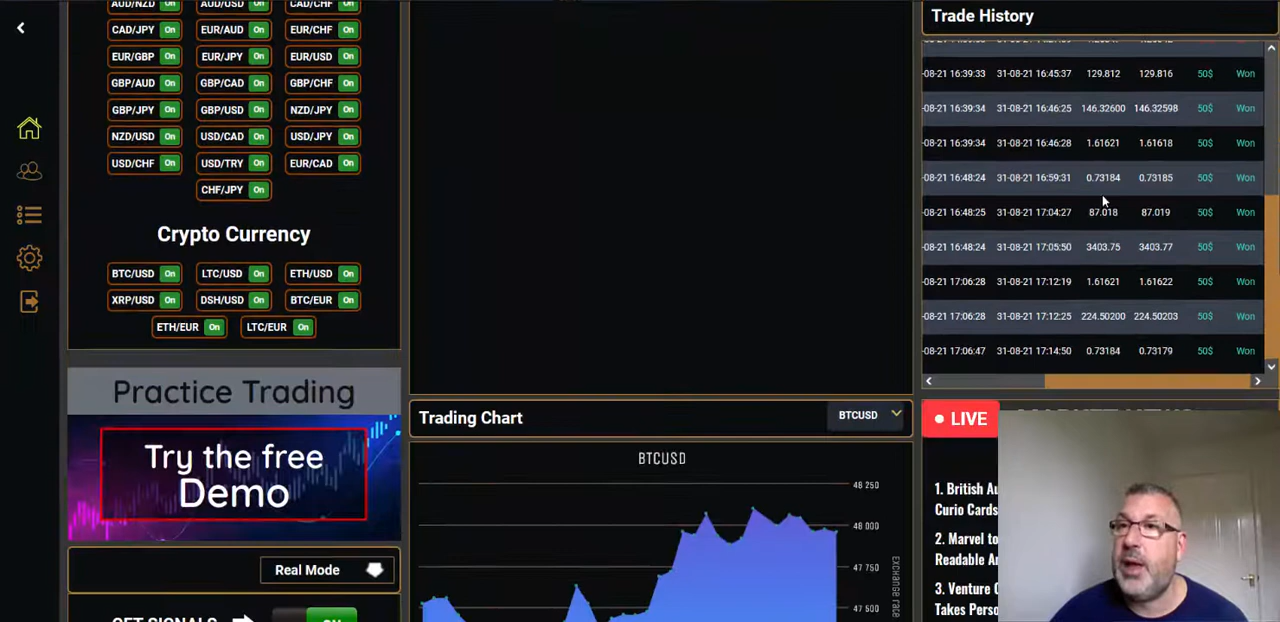 AUD/NZD On AUD/USD On CAD/CHF On
CAD/JPY On EUR/AUD On EUR/CHF On
EUR/GBP On EUR/JPY On EUR/USD On
GBP/AUD On GBP/CAD On GBP/CHF On
GBP/JPY On GBP/USD On NZD/JPY On
NZD/USD On USD/CAD On USD/JPY On
USD/CHF On USD/TRY On EUR/CAD On
CHF/JPY On
Crypto Currency
BTC/USD On LTC/USD On ETH/USD On
XRP/USD On DSH/USD On BTC/EUR On
ETH/EUR On LTC/EUR On
Practice Trading
Try the free
Demo
Real Mode
GET SIGNALS ON
Trading Chart BTCUSD
BTCUSD
48 250
48 000
47 750
47 500
Exchange rate
Trade History
-08-21 16:39:33 31-08-21 16:45:37 129.812 129.816 50$ Won
-08-21 16:39:34 31-08-21 16:46:25 146.32600 146.32598 50$ Won
-08-21 16:39:34 31-08-21 16:46:28 1.61621 1.61618 50$ Won
-08-21 16:48:24 31-08-21 16:59:31 0.73184 0.73185 50$ Won
-08-21 16:48:25 31-08-21 17:04:27 87.018 87.019 50$ Won
-08-21 16:48:24 31-08-21 17:05:50 3403.75 3403.77 50$ Won
-08-21 17:06:28 31-08-21 17:12:19 1.61621 1.61622 50$ Won
-08-21 17:06:28 31-08-21 17:12:25 224.50200 224.50203 50$ Won
-08-21 17:06:47 31-08-21 17:14:50 0.73184 0.73179 50$ Won
LIVE
1. British Au
Curio Cards
2. Marvel to
Readable A
3. Venture C
Takes Perso